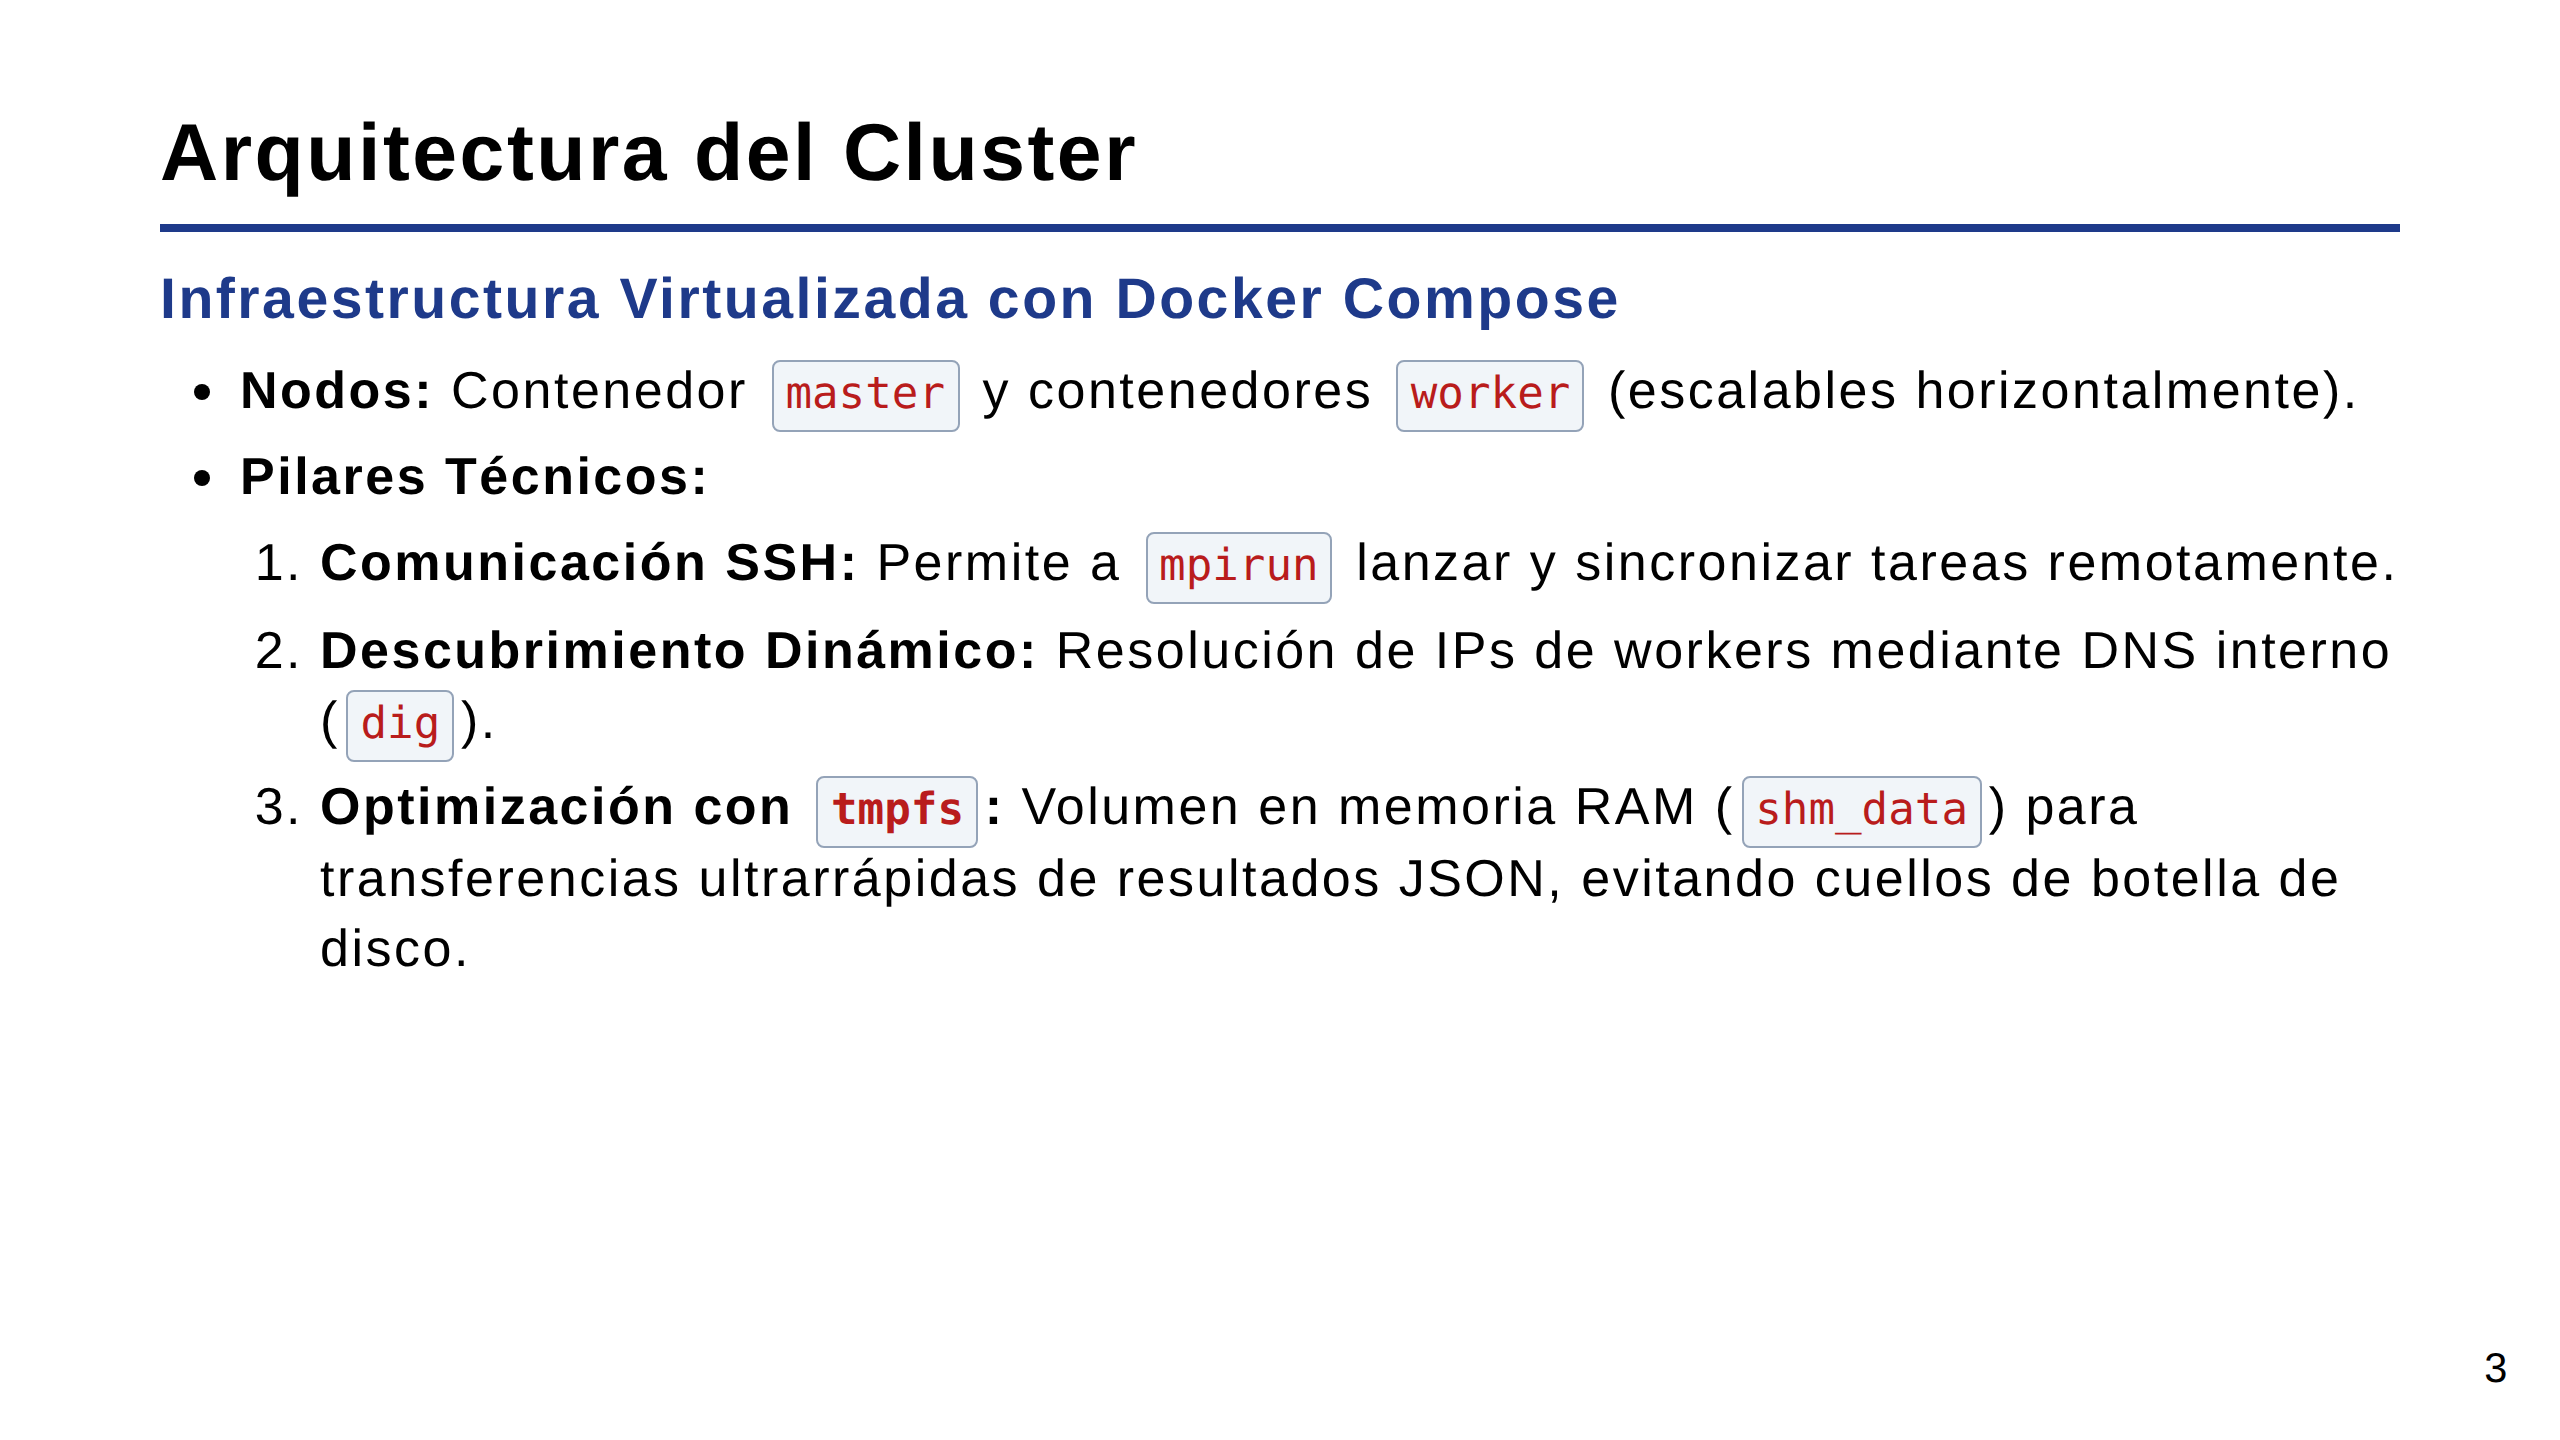 Arquitectura del Cluster
Infraestructura Virtualizada con Docker Compose
• Nodos: Contenedor master y contenedores worker (escalables horizontalmente).
• Pilares Técnicos:
1. Comunicación SSH: Permite a mpirun lanzar y sincronizar tareas remotamente.
2. Descubrimiento Dinámico: Resolución de IPs de workers mediante DNS interno
(dig).
3. Optimización con tmpfs: Volumen en memoria RAM (shm_data) para
transferencias ultrarrápidas de resultados JSON, evitando cuellos de botella de
disco.
3